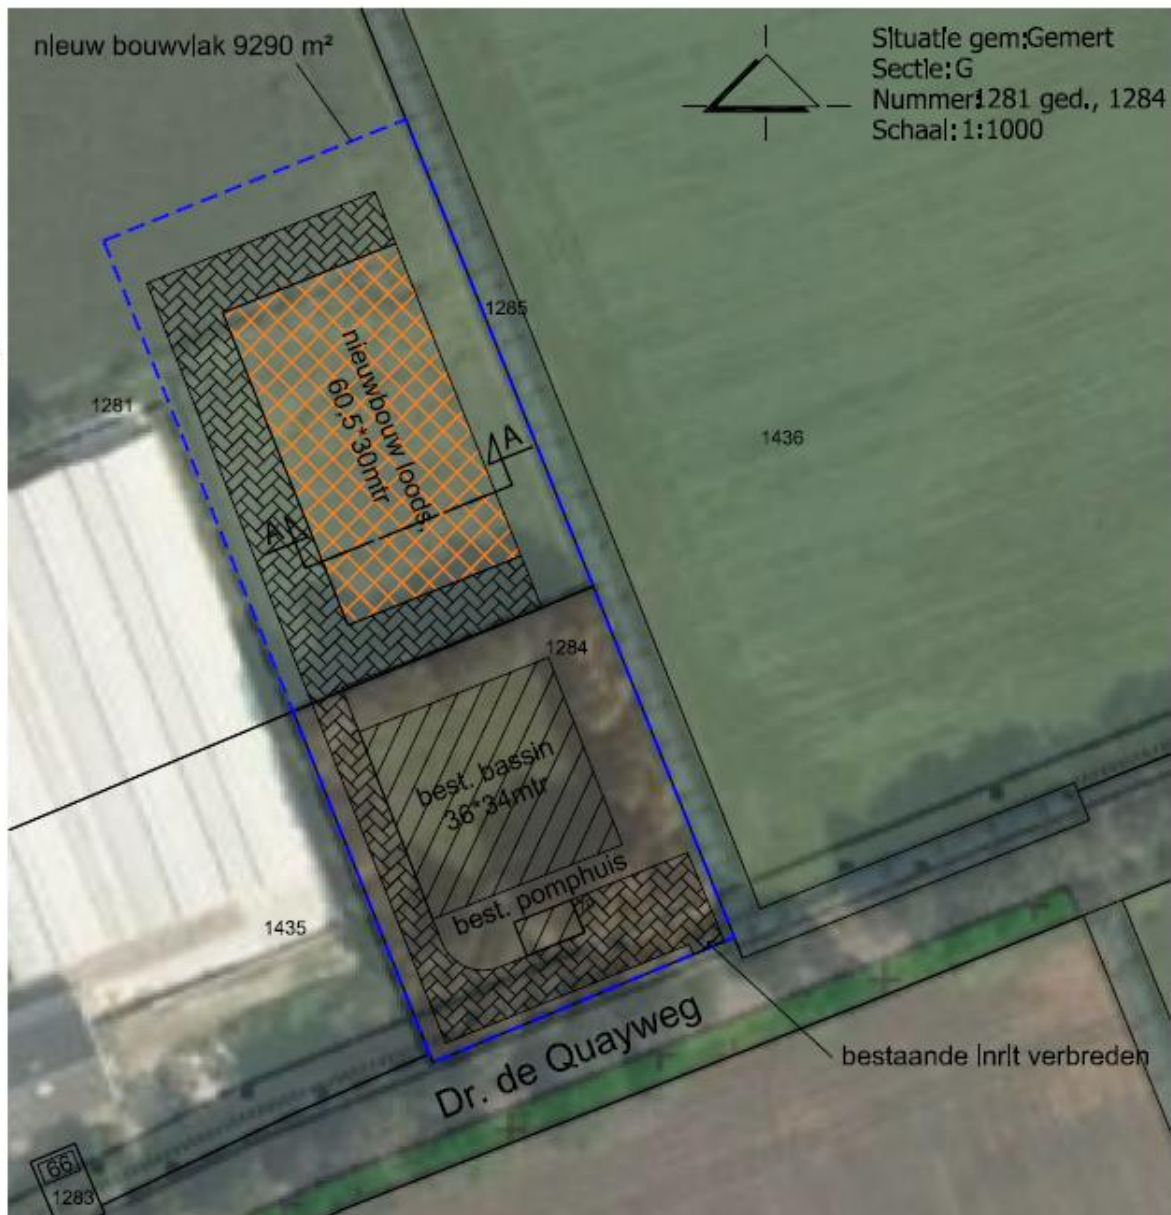 nieuw bouwvlak 9290 m²
Situatie gem:Gemert
Sectie:G
Nummer:1281 ged., 1284
Schaal:1:1000
1285
nieuwbouw loods,
60,5*30mtr
1281
A
A
1436
1284
best. bassin
36*34mtr
best. pomphuis
1435
Dr. de Quayweg
bestaande inrit verbreden
66
1283